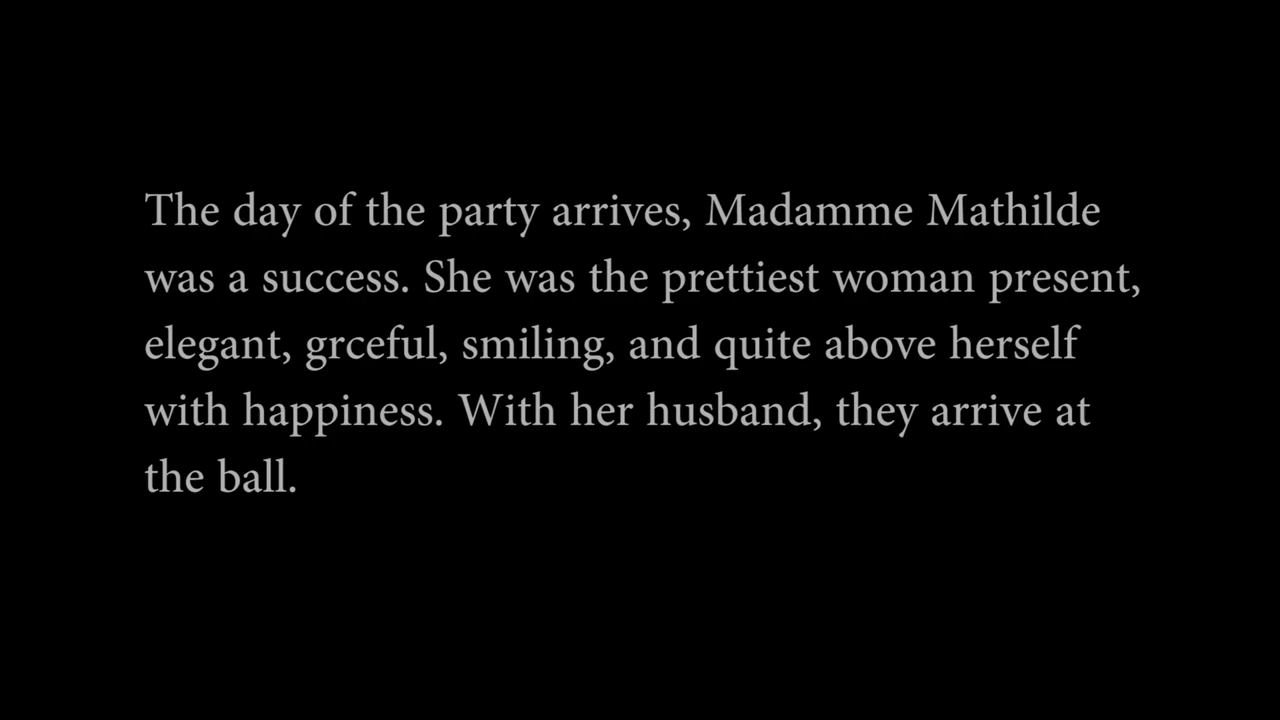 The day of the party arrives, Madamme Mathilde
was a success. She was the prettiest woman present,
elegant, grceful, smiling, and quite above herself
with happiness. With her husband, they arrive at
the ball.